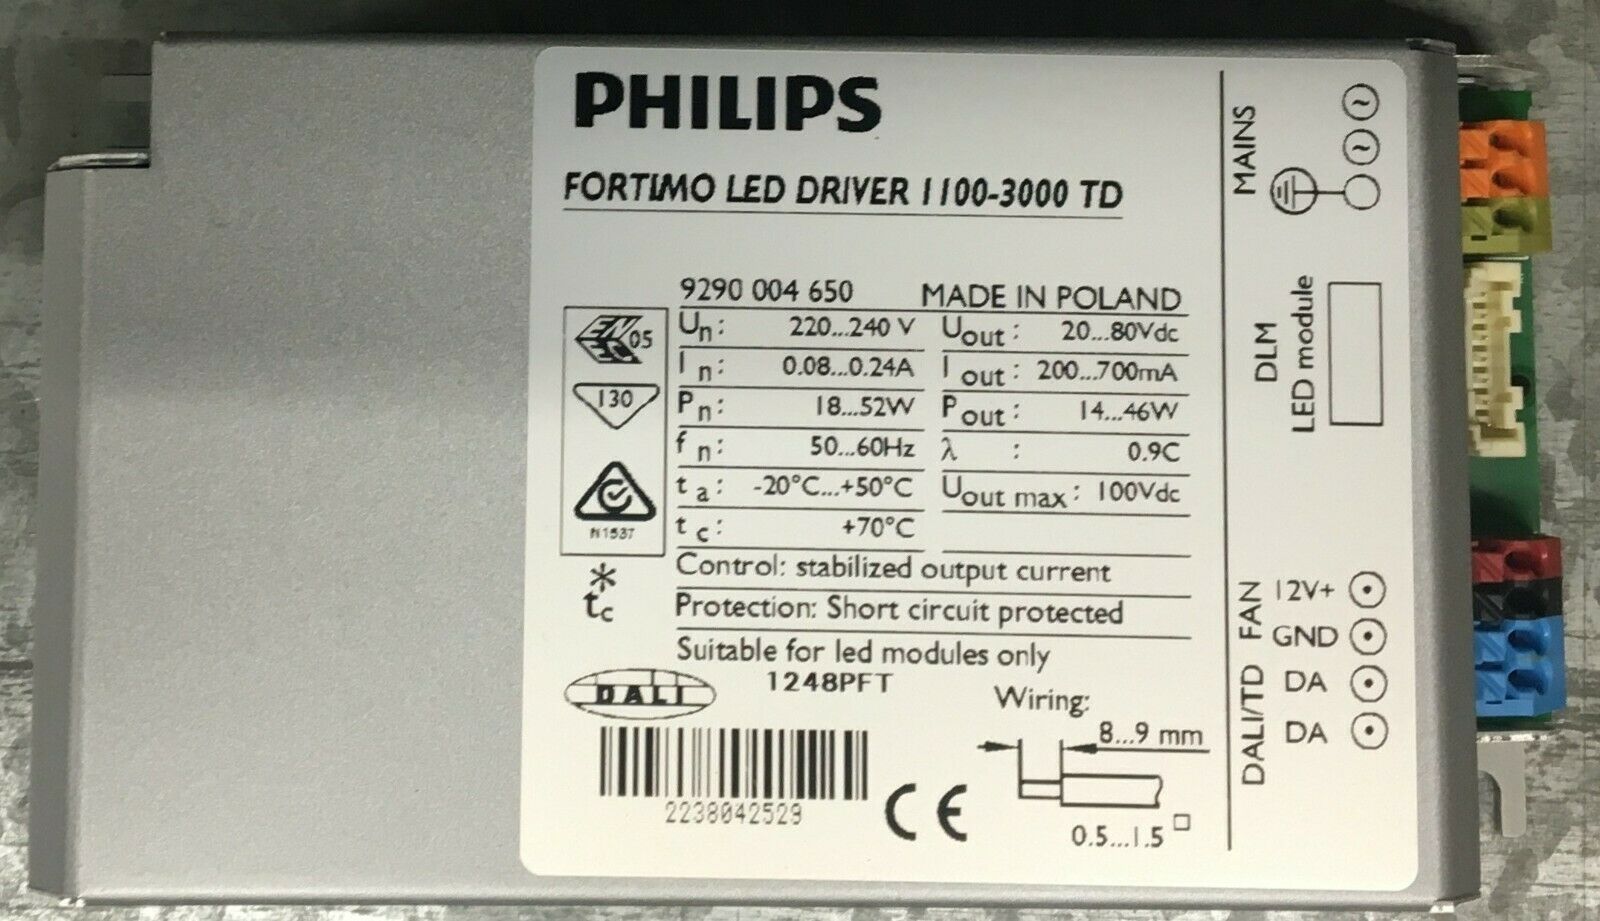 PHILIPS
FORTIMO LED DRIVER 1100-3000 TD
9290 004 650 MADE IN POLAND
Un: 220...240 V Uout: 20...80Vdc
In: 0.08...0.24A Iout: 200...700mA
Pn: 18...52W Pout: 14...46W
fn: 50...60Hz λ : 0.9C
ta: -20°C...+50°C Uout max: 100Vdc
tc: +70°C
Control: stabilized output current
Protection: Short circuit protected
Suitable for led modules only
1248PFT
ENEC 05
130
N1537
* tc
DALI
2238042529
CE
Wiring:
8...9 mm
0.5...1.5 □
MAINS
~
~
DLM
LED module
FAN
12V+
GND
DALI/TD
DA
DA